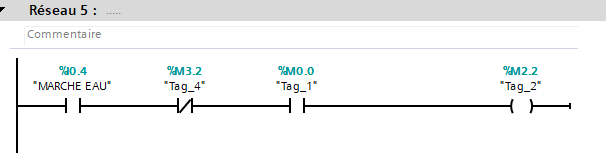 Réseau 5 : .....
Commentaire
%I0.4 %M3.2 %M0.0 %M2.2
"MARCHE EAU" "Tag_4" "Tag_1" "Tag_2"